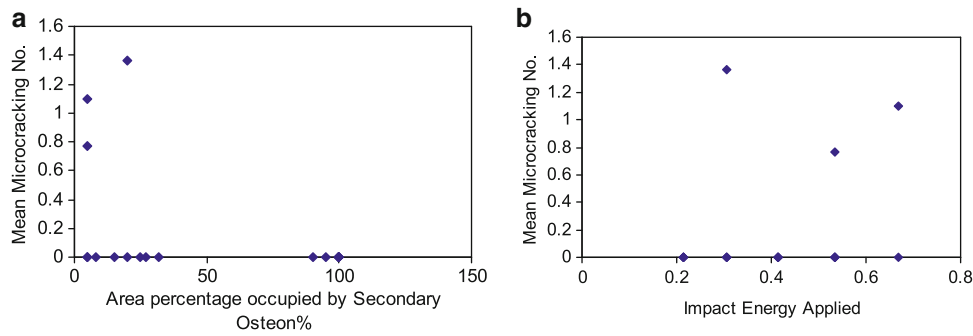 a
1.6
1.4
1.2
1
0.8
0.6
0.4
0.2
0
Mean Microcracking No.
0 50 100 150
Area percentage occupied by Secondary
Osteon%
b
1.6
1.4
1.2
1
0.8
0.6
0.4
0.2
0
Mean Microcracking No.
0 0.2 0.4 0.6 0.8
Impact Energy Applied